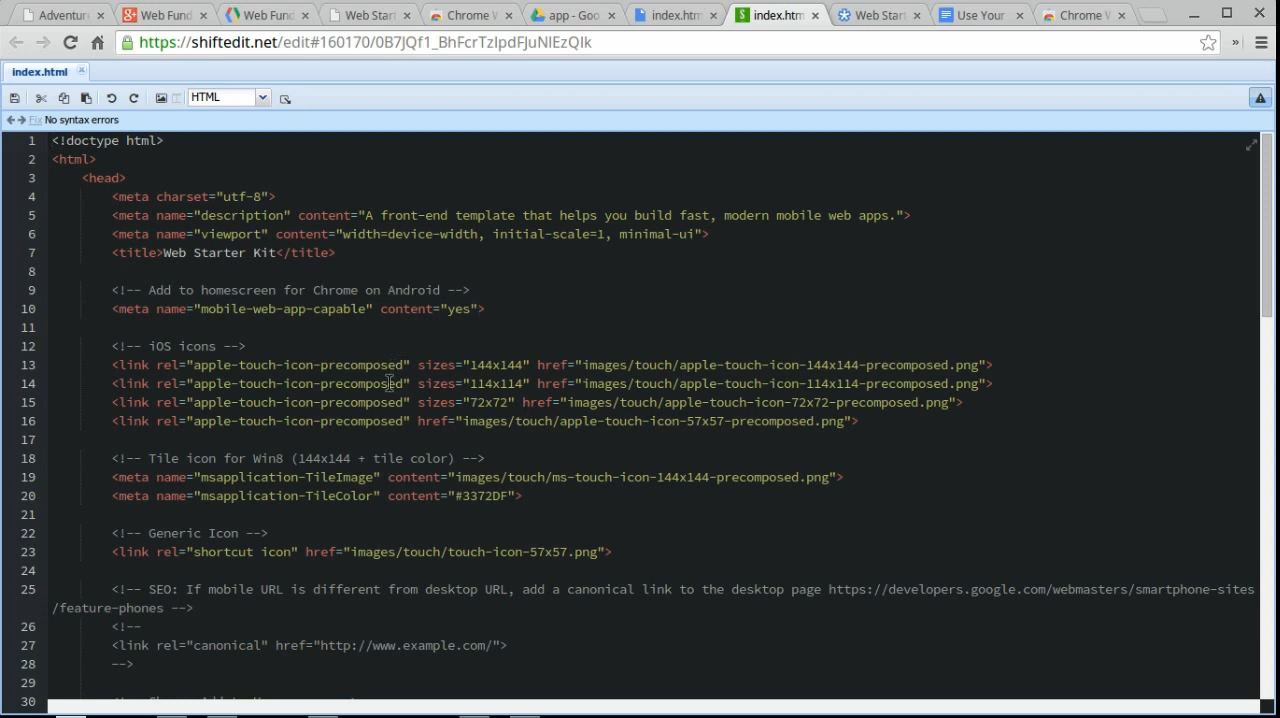 Adventur
Web Fund
Web Fund
Web Star
Chrome W
app - Goo
index.htm
index.htm
Web Star
Use Your
Chrome W
https://shiftedit.net/edit#160170/0B7JQf1_BhFcrTzlpdFJuNlEzQlk
index.html
HTML
Fix No syntax errors
1 <!doctype html>
2 <html>
3 <head>
4 <meta charset="utf-8">
5 <meta name="description" content="A front-end template that helps you build fast, modern mobile web apps.">
6 <meta name="viewport" content="width=device-width, initial-scale=1, minimal-ui">
7 <title>Web Starter Kit</title>
8
9 <!-- Add to homescreen for Chrome on Android -->
10 <meta name="mobile-web-app-capable" content="yes">
11
12 <!-- iOS icons -->
13 <link rel="apple-touch-icon-precomposed" sizes="144x144" href="images/touch/apple-touch-icon-144x144-precomposed.png">
14 <link rel="apple-touch-icon-precomposed" sizes="114x114" href="images/touch/apple-touch-icon-114x114-precomposed.png">
15 <link rel="apple-touch-icon-precomposed" sizes="72x72" href="images/touch/apple-touch-icon-72x72-precomposed.png">
16 <link rel="apple-touch-icon-precomposed" href="images/touch/apple-touch-icon-57x57-precomposed.png">
17
18 <!-- Tile icon for Win8 (144x144 + tile color) -->
19 <meta name="msapplication-TileImage" content="images/touch/ms-touch-icon-144x144-precomposed.png">
20 <meta name="msapplication-TileColor" content="#3372DF">
21
22 <!-- Generic Icon -->
23 <link rel="shortcut icon" href="images/touch/touch-icon-57x57.png">
24
25 <!-- SEO: If mobile URL is different from desktop URL, add a canonical link to the desktop page https://developers.google.com/webmasters/smartphone-sites
/feature-phones -->
26 <!--
27 <link rel="canonical" href="http://www.example.com/">
28 -->
29
30